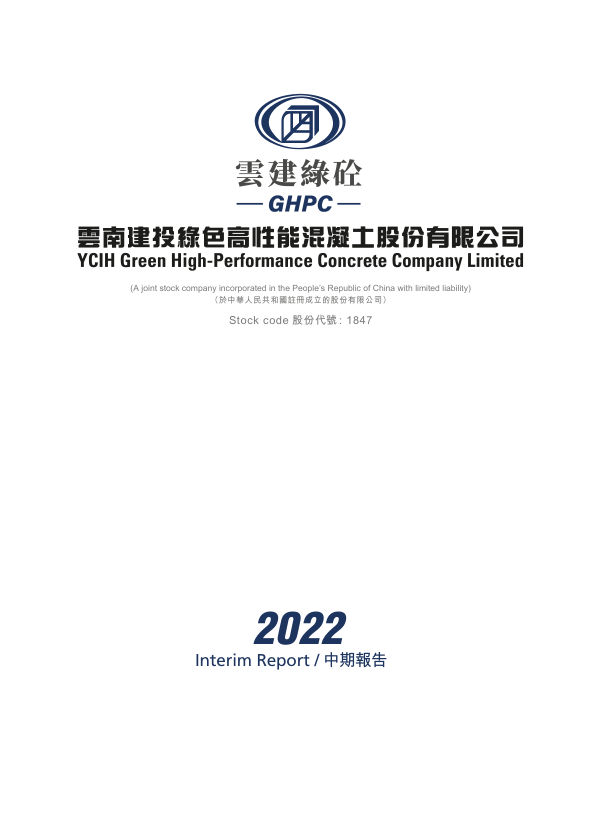 雲建綠砼
GHPC
雲南建投綠色高性能混凝土股份有限公司
YCIH Green High-Performance Concrete Company Limited
(A joint stock company incorporated in the People's Republic of China with limited liability)
(於中華人民共和國註冊成立的股份有限公司)
Stock code 股份代號: 1847
2022
Interim Report / 中期報告